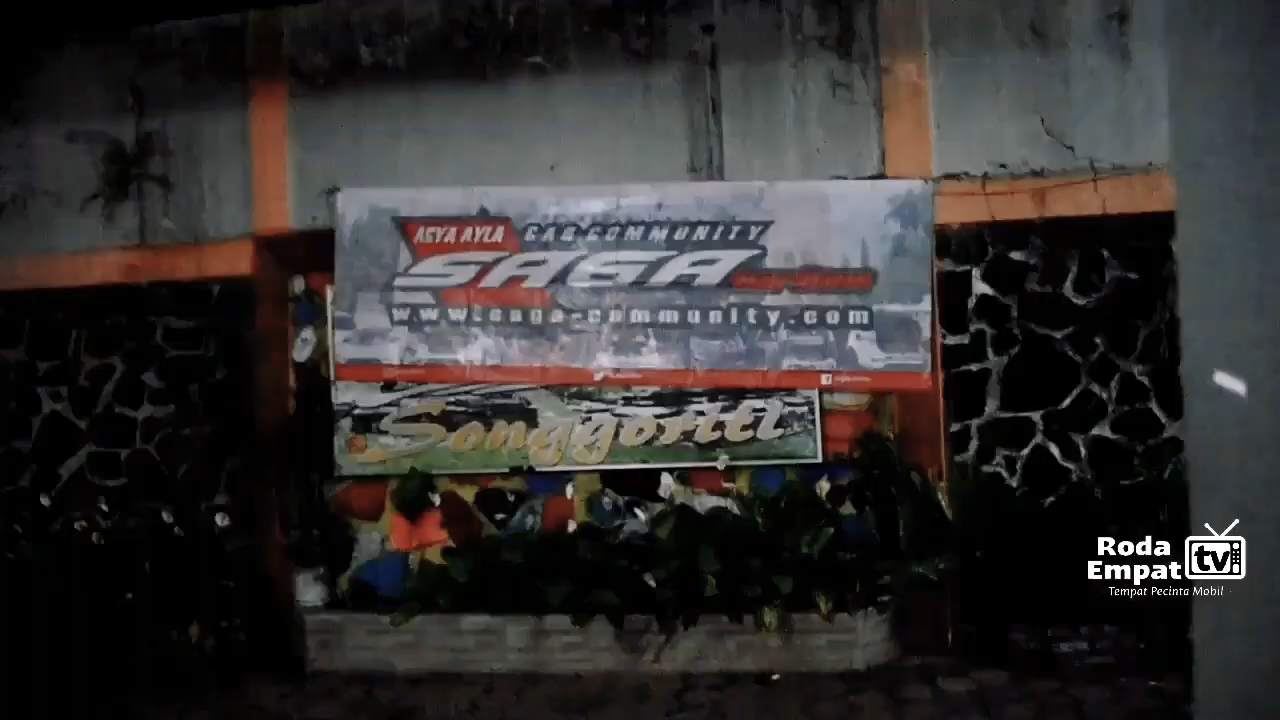 AGYA AYLA CAR COMMUNITY
SAGA
www.saga-community.com
Songgoriti
Roda
Empat tv
Tempat Pecinta Mobil